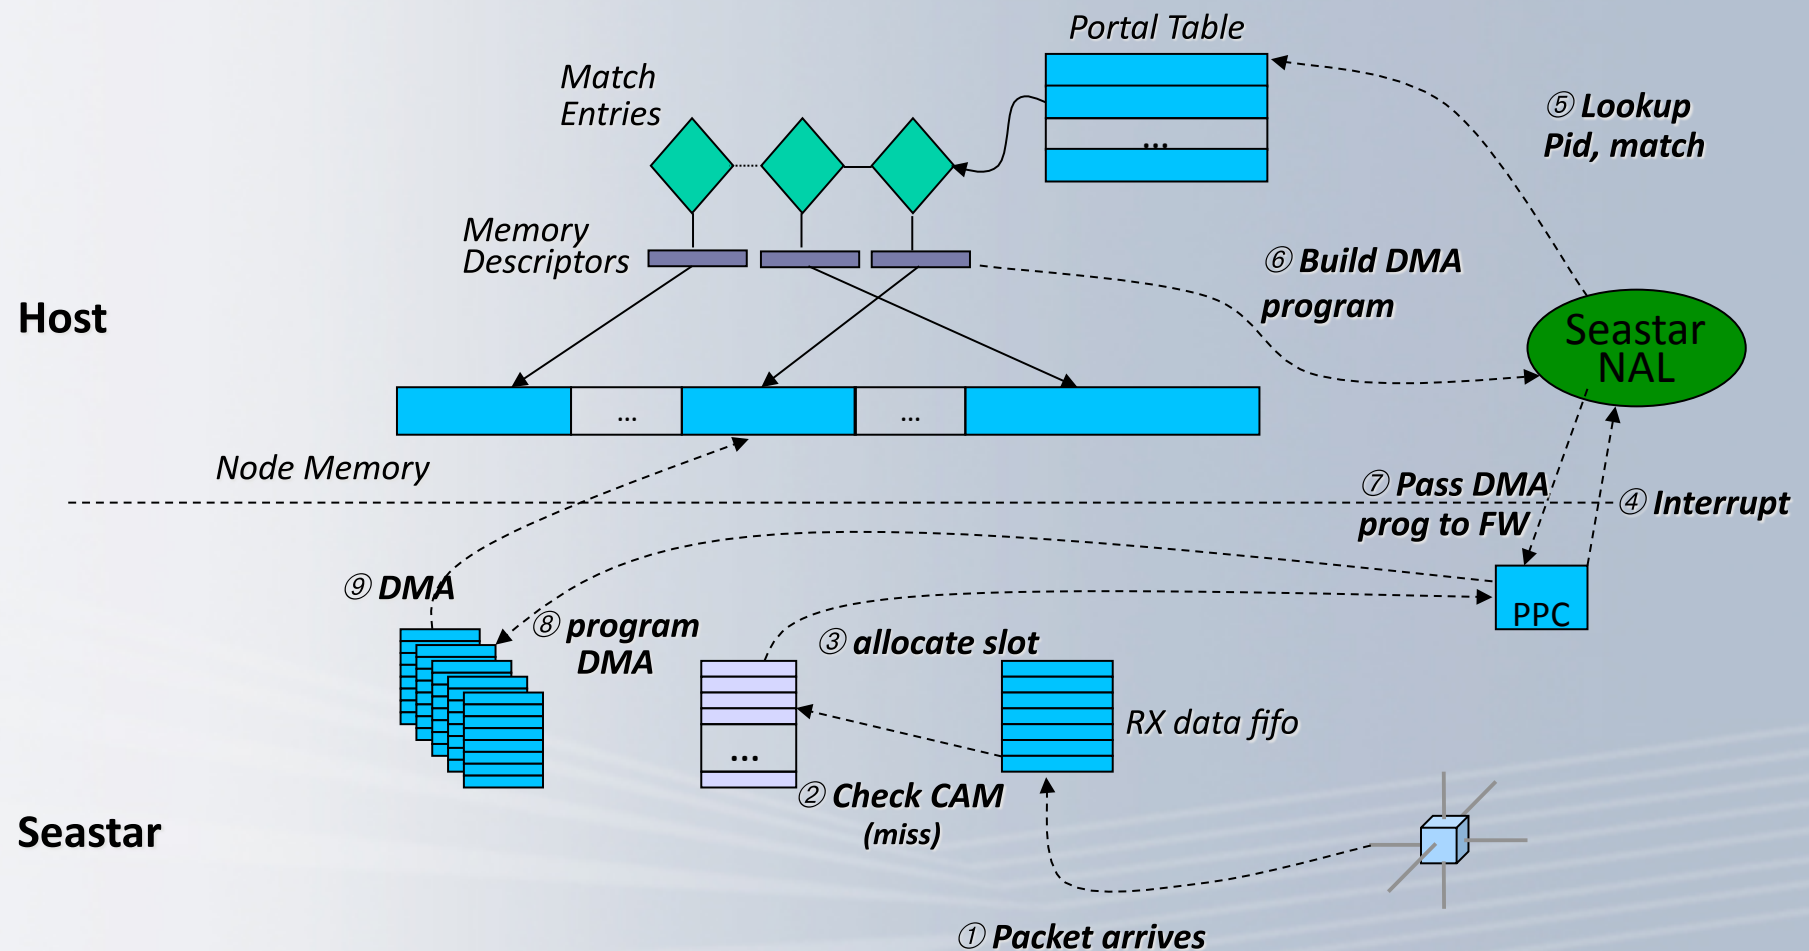 Portal Table
Match
Entries
...
⑤ Lookup
Pid, match
Memory
Descriptors
⑥ Build DMA
program
Host
Seastar
NAL
...
...
Node Memory
⑦ Pass DMA
prog to FW
④ Interrupt
⑨ DMA
⑧ program
DMA
③ allocate slot
PPC
RX data fifo
...
② Check CAM
(miss)
Seastar
① Packet arrives